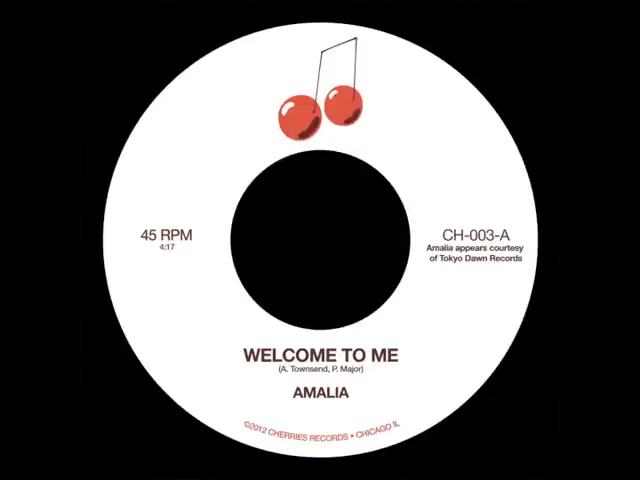 45 RPM
4:17
CH-003-A
Amalia appears courtesy
of Tokyo Dawn Records
WELCOME TO ME
(A. Townsend, P. Major)
AMALIA
©2012 CHERRIES RECORDS • CHICAGO IL